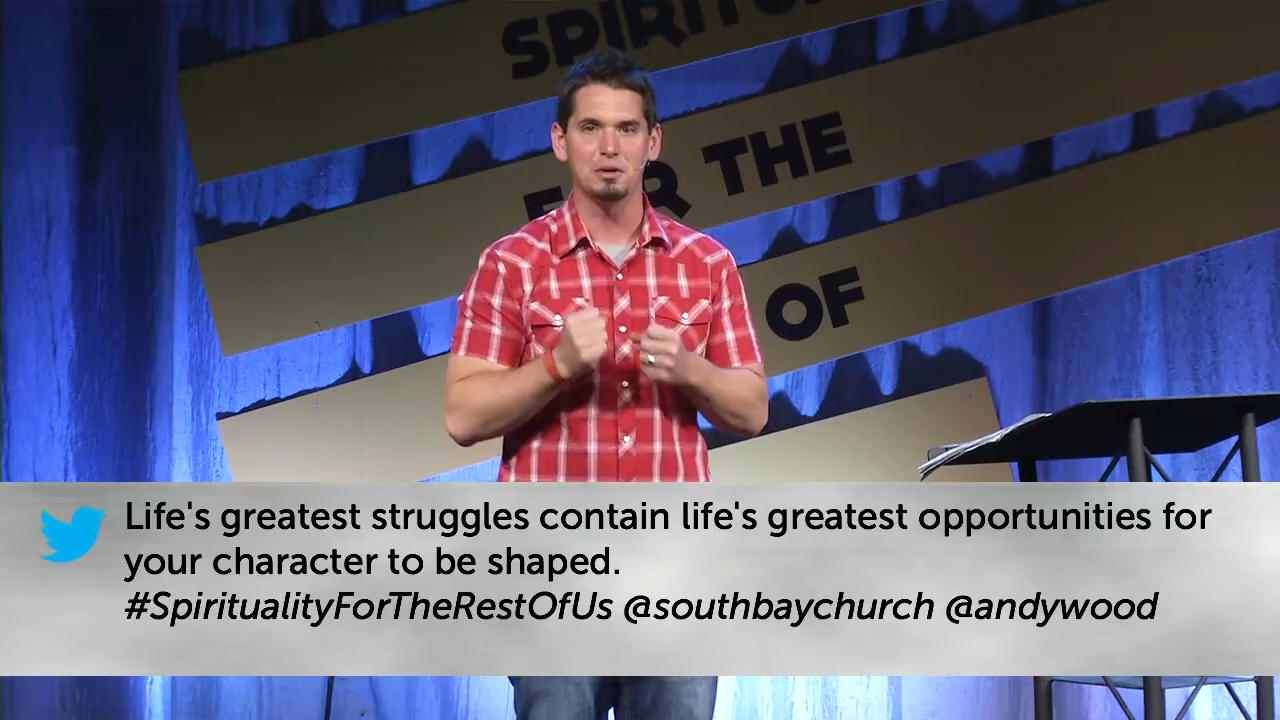 SPIRITU
FOR THE
OF
Life's greatest struggles contain life's greatest opportunities for
your character to be shaped.
#SpiritualityForTheRestOfUs @southbaychurch @andywood